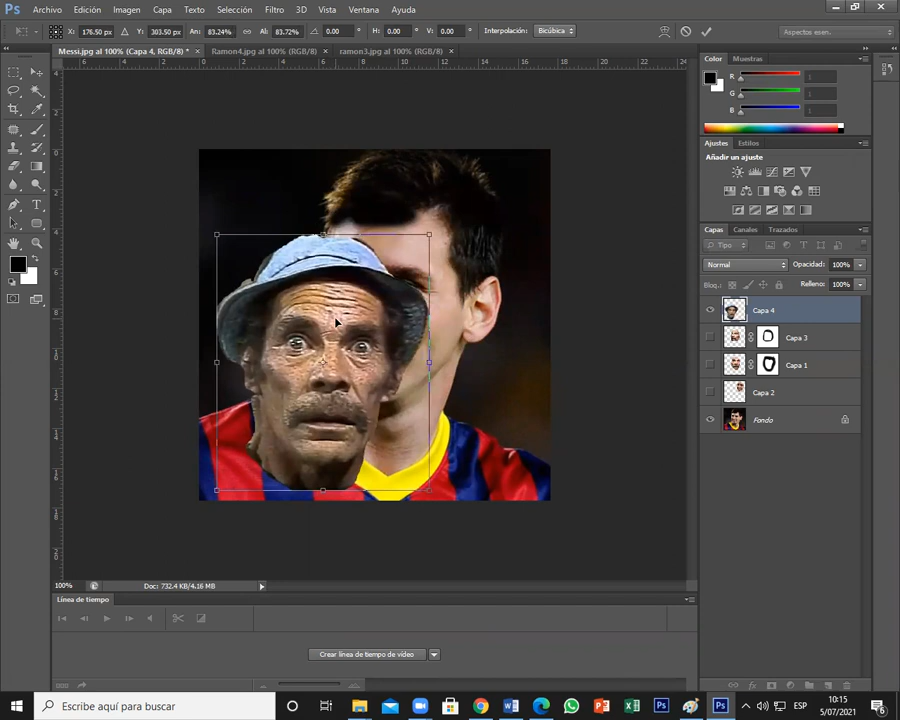 Ps Archivo Edición Imagen Capa Texto Selección Filtro 3D Vista Ventana Ayuda
X: 176.50 px Y: 303.50 px An: 83.24% Al: 83.72% 0.00 H: 0.00 V: 0.00 Interpolación: Bicúbica Aspectos esen...
Messi.jpg al 100% (Capa 4, RGB/8) * × Ramon4.jpg al 100% (RGB/8) × ramon3.jpg al 100% (RGB/8) ×
Color Muestras
R
G
B
Ajustes Estilos
Añadir un ajuste
Capas Canales Trazados
Tipo
Normal Opacidad: 100%
Bloq.: Relleno: 100%
Capa 4
Capa 3
Capa 1
Capa 2
Fondo
100% Doc: 732.4 KB/4.16 MB
Línea de tiempo
Crear línea de tiempo de vídeo
Escribe aquí para buscar
ESP
10:15
5/07/2021
6